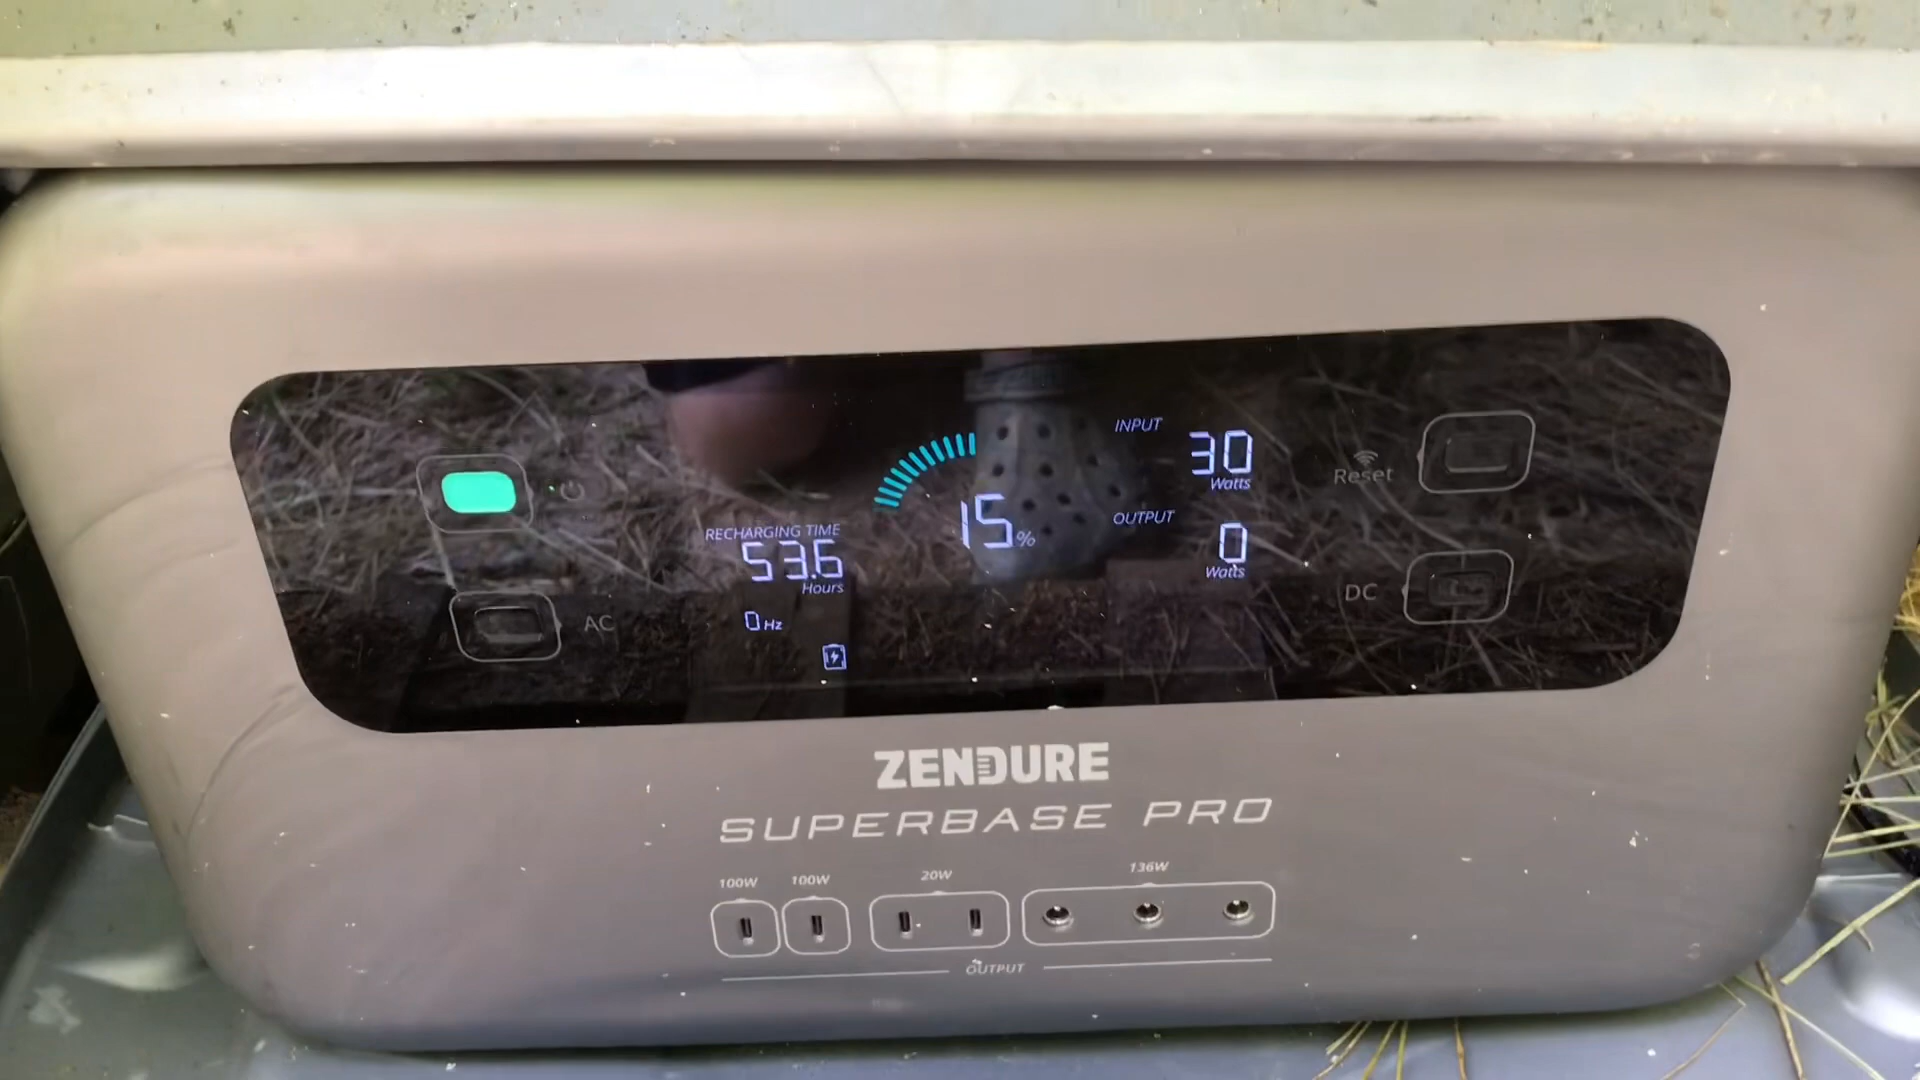 INPUT
30
Watts
Reset
15%
RECHARGING TIME
53.6
Hours
OUTPUT
0
Watts
AC
0 Hz
DC
ZENDURE
SUPERBASE PRO
100W 100W 20W 136W
OUTPUT